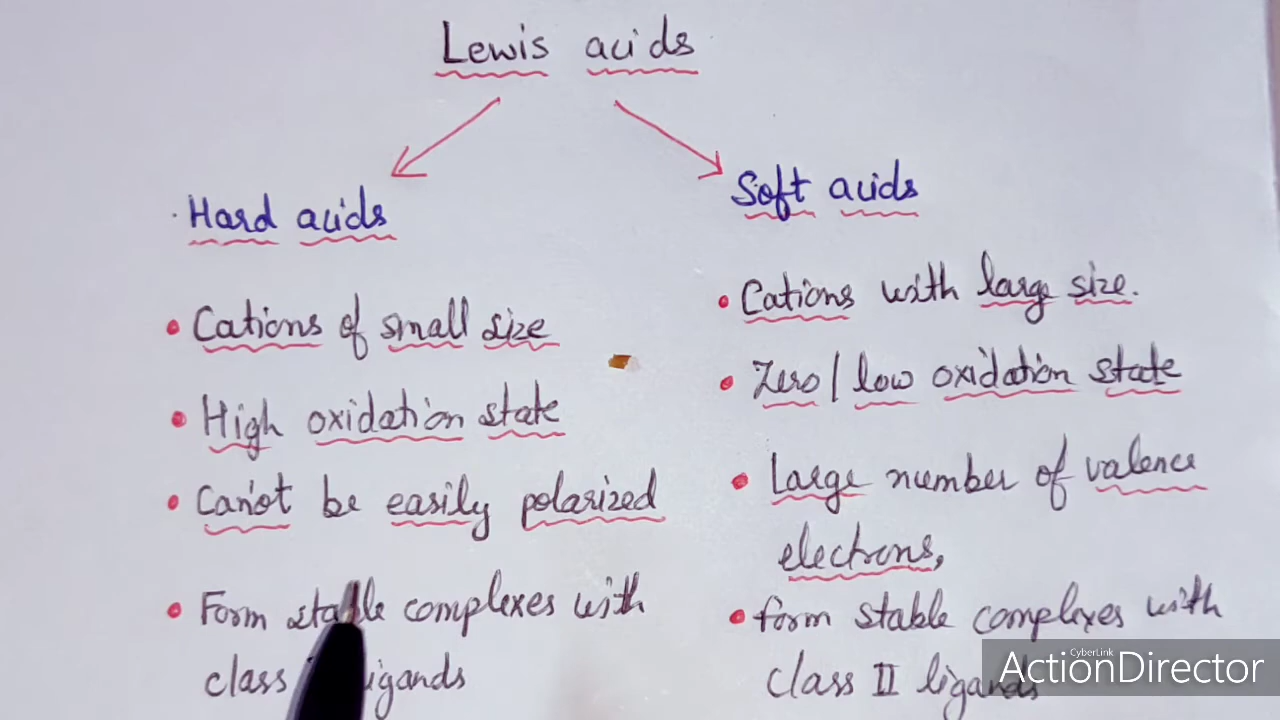 Lewis acids
Hard acids
• Cations of small size
• High oxidation state
• Can't be easily polarized
• Form stable complexes with
class ligands
Soft acids
• Cations with large size.
• Zero/ low oxidation state
• Large number of valence
electrons,
• form stable complexes with
class II ligands
CyberLink
ActionDirector